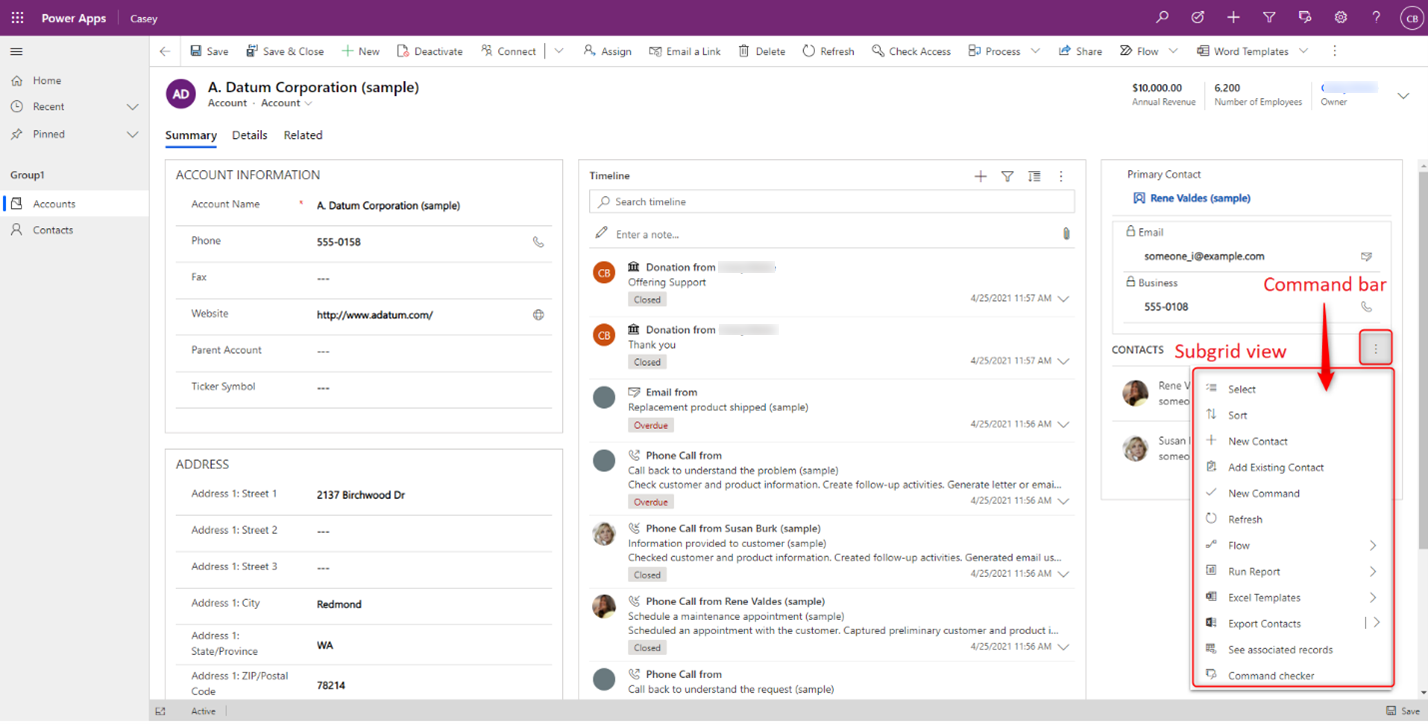 Power Apps Casey CB
Save Save & Close New Deactivate Connect Assign Email a Link Delete Refresh Check Access Process Share Flow Word Templates
Home
Recent
Pinned
Group1
Accounts
Contacts
AD
A. Datum Corporation (sample)
Account · Account
$10,000.00
Annual Revenue
6,200
Number of Employees
Owner
Summary Details Related
ACCOUNT INFORMATION
Account Name * A. Datum Corporation (sample)
Phone 555-0158
Fax ---
Website http://www.adatum.com/
Parent Account ---
Ticker Symbol ---
ADDRESS
Address 1: Street 1 2137 Birchwood Dr
Address 1: Street 2 ---
Address 1: Street 3 ---
Address 1: City Redmond
Address 1:
State/Province
WA
Address 1: ZIP/Postal
Code
78214
Timeline
Search timeline
Enter a note...
CB
Donation from
Offering Support
Closed 4/25/2021 11:57 AM
CB
Donation from
Thank you
Closed 4/25/2021 11:57 AM
Email from
Replacement product shipped (sample)
Overdue 4/25/2021 11:56 AM
Phone Call from
Call back to understand the problem (sample)
Check customer and product information. Create follow-up activities. Generate letter or emai...
Overdue 4/25/2021 11:56 AM
Phone Call from Susan Burk (sample)
Information provided to customer (sample)
Checked customer and product information. Created follow-up activities. Generated email us...
Closed 4/25/2021 11:56 AM
Phone Call from Rene Valdes (sample)
Schedule a maintenance appointment (sample)
Scheduled an appointment with the customer. Captured preliminary customer and product i...
Closed 4/25/2021 11:56 AM
Phone Call from
Call back to understand the request (sample)
Primary Contact
Rene Valdes (sample)
Email
someone_i@example.com
Business
555-0108
Command bar
CONTACTS
Subgrid view
Rene V
someo
Susan
someo
Select
Sort
New Contact
Add Existing Contact
New Command
Refresh
Flow
Run Report
Excel Templates
Export Contacts
See associated records
Command checker
Active
Save